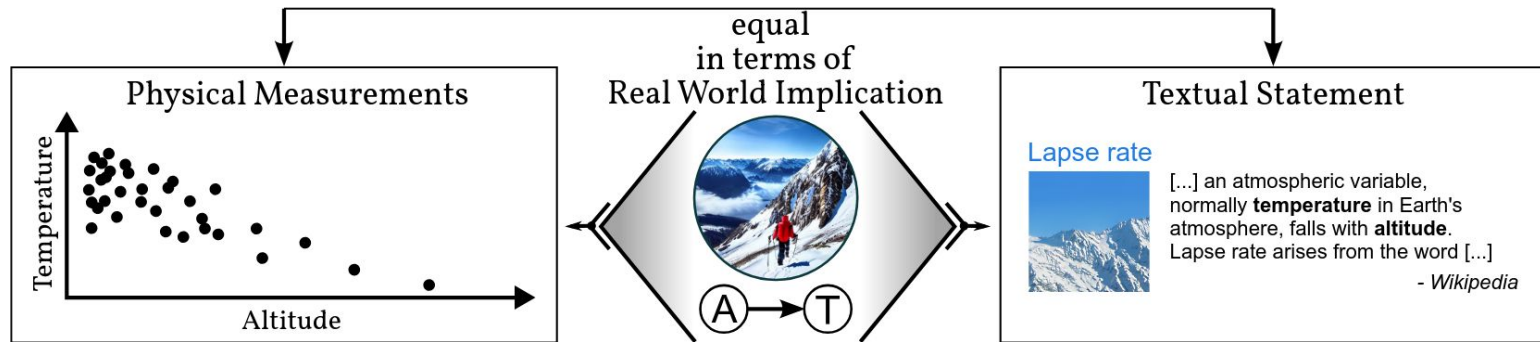 equal
in terms of
Real World Implication
Physical Measurements
Temperature
Altitude
A
T
Textual Statement
Lapse rate
[...] an atmospheric variable,
normally temperature in Earth's
atmosphere, falls with altitude.
Lapse rate arises from the word [...]
- Wikipedia